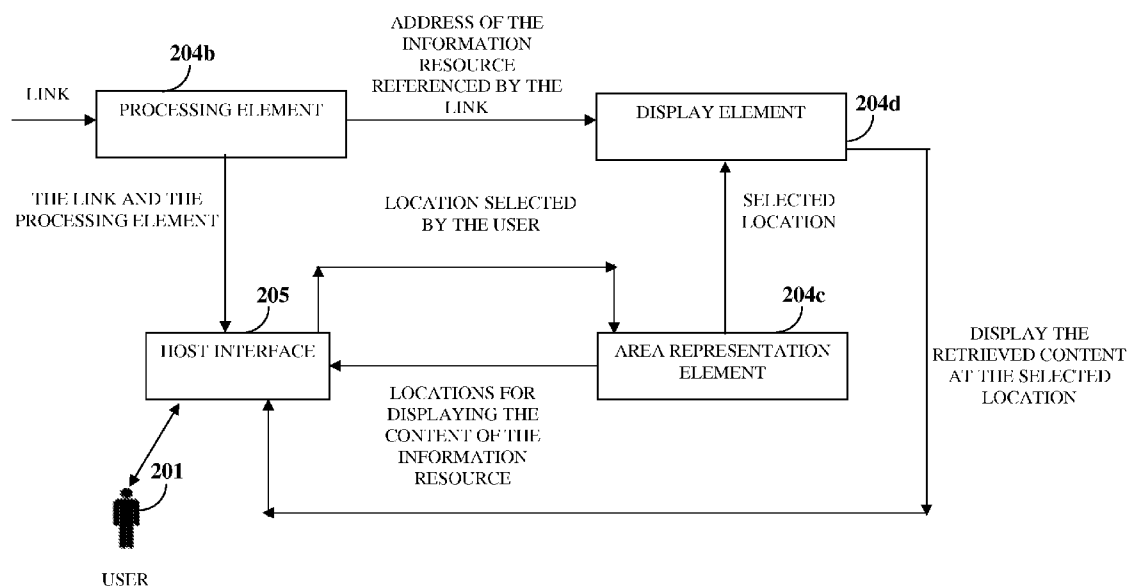 ADDRESS OF THE
INFORMATION
RESOURCE
REFERENCED BY THE
LINK
204b
LINK
PROCESSING ELEMENT
DISPLAY ELEMENT
204d
THE LINK AND THE
PROCESSING ELEMENT
LOCATION SELECTED
BY THE USER
SELECTED
LOCATION
205
HOST INTERFACE
204c
AREA REPRESENTATION
ELEMENT
DISPLAY THE
RETRIEVED CONTENT
AT THE SELECTED
LOCATION
LOCATIONS FOR
DISPLAYING THE
CONTENT OF THE
INFORMATION
RESOURCE
201
USER